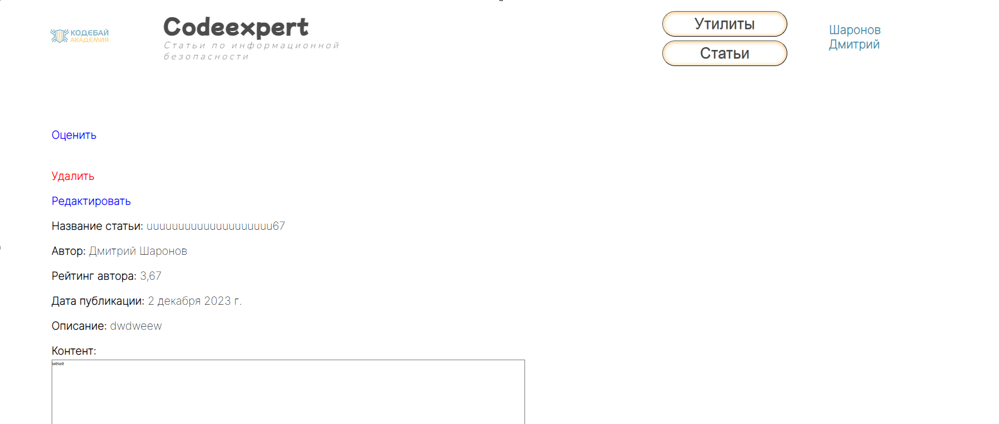 КОДЕБАЙ
АКАДЕМИЯ
Codeexpert
Статьи по информационной
безопасности
Утилиты
Статьи
Шаронов
Дмитрий
Оценить
Удалить
Редактировать
Название статьи: uuuuuuuuuuuuuuuuuuuu67
Автор: Дмитрий Шаронов
Рейтинг автора: 3,67
Дата публикации: 2 декабря 2023 г.
Описание: dwdweew
Контент:
wewe